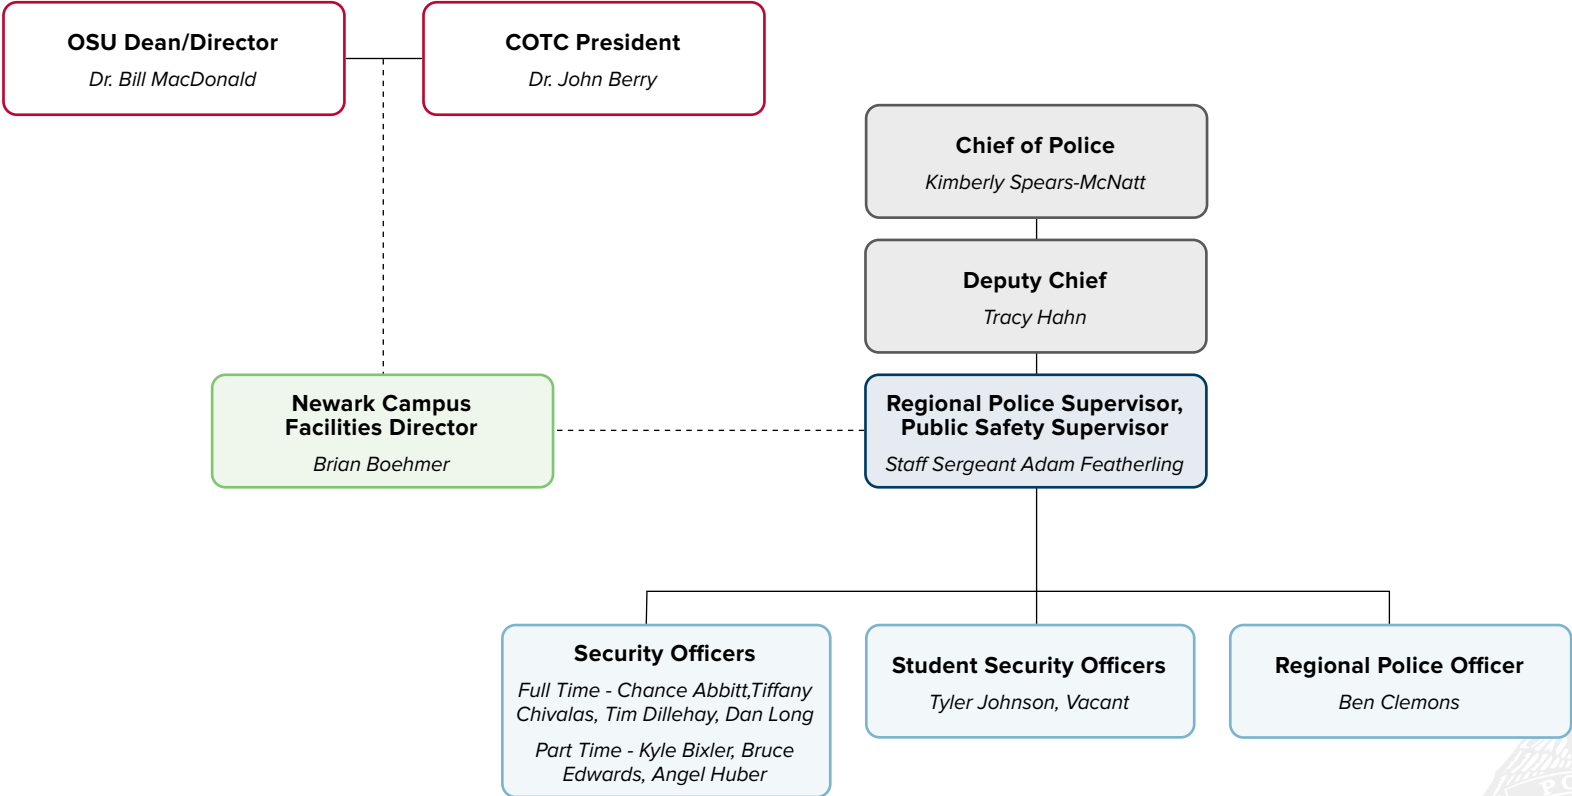 OSU Dean/Director
Dr. Bill MacDonald
COTC President
Dr. John Berry
Chief of Police
Kimberly Spears-McNatt
Deputy Chief
Tracy Hahn
Newark Campus
Facilities Director
Brian Boehmer
Regional Police Supervisor,
Public Safety Supervisor
Staff Sergeant Adam Featherling
Security Officers
Full Time - Chance Abbitt,Tiffany
Chivalas, Tim Dillehay, Dan Long
Part Time - Kyle Bixler, Bruce
Edwards, Angel Huber
Student Security Officers
Tyler Johnson, Vacant
Regional Police Officer
Ben Clemons